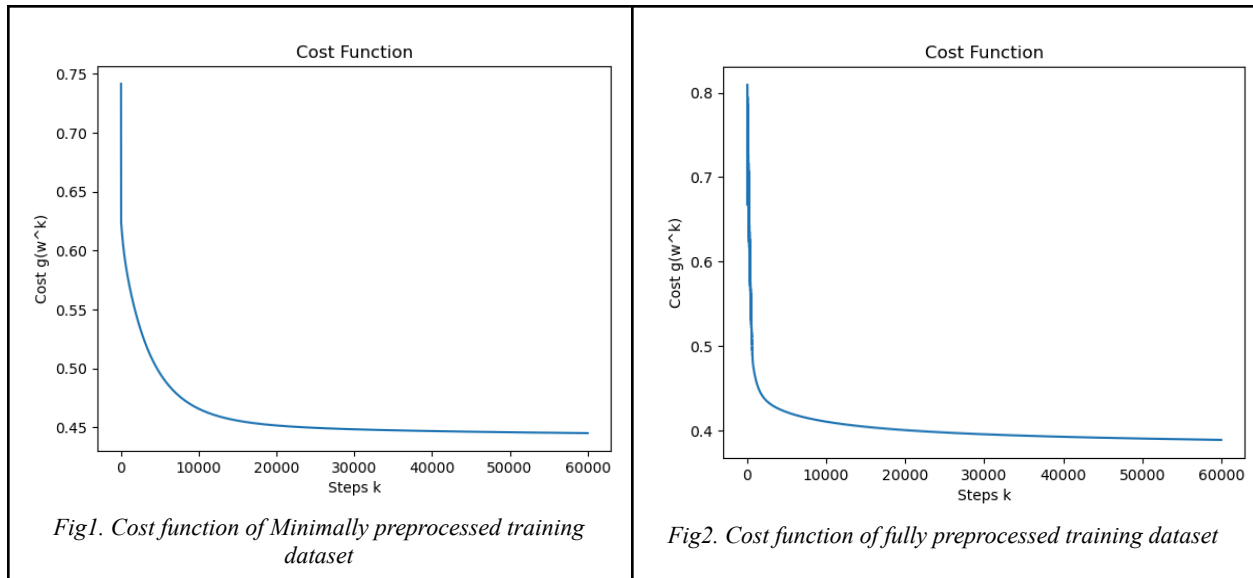 Cost Function
0.75
0.70
0.65
0.60
0.55
0.50
0.45
Cost g(w^k)
0 10000 20000 30000 40000 50000 60000
Steps k
Fig1. Cost function of Minimally preprocessed training
dataset
Cost Function
0.8
0.7
0.6
0.5
0.4
Cost g(w^k)
0 10000 20000 30000 40000 50000 60000
Steps k
Fig2. Cost function of fully preprocessed training dataset